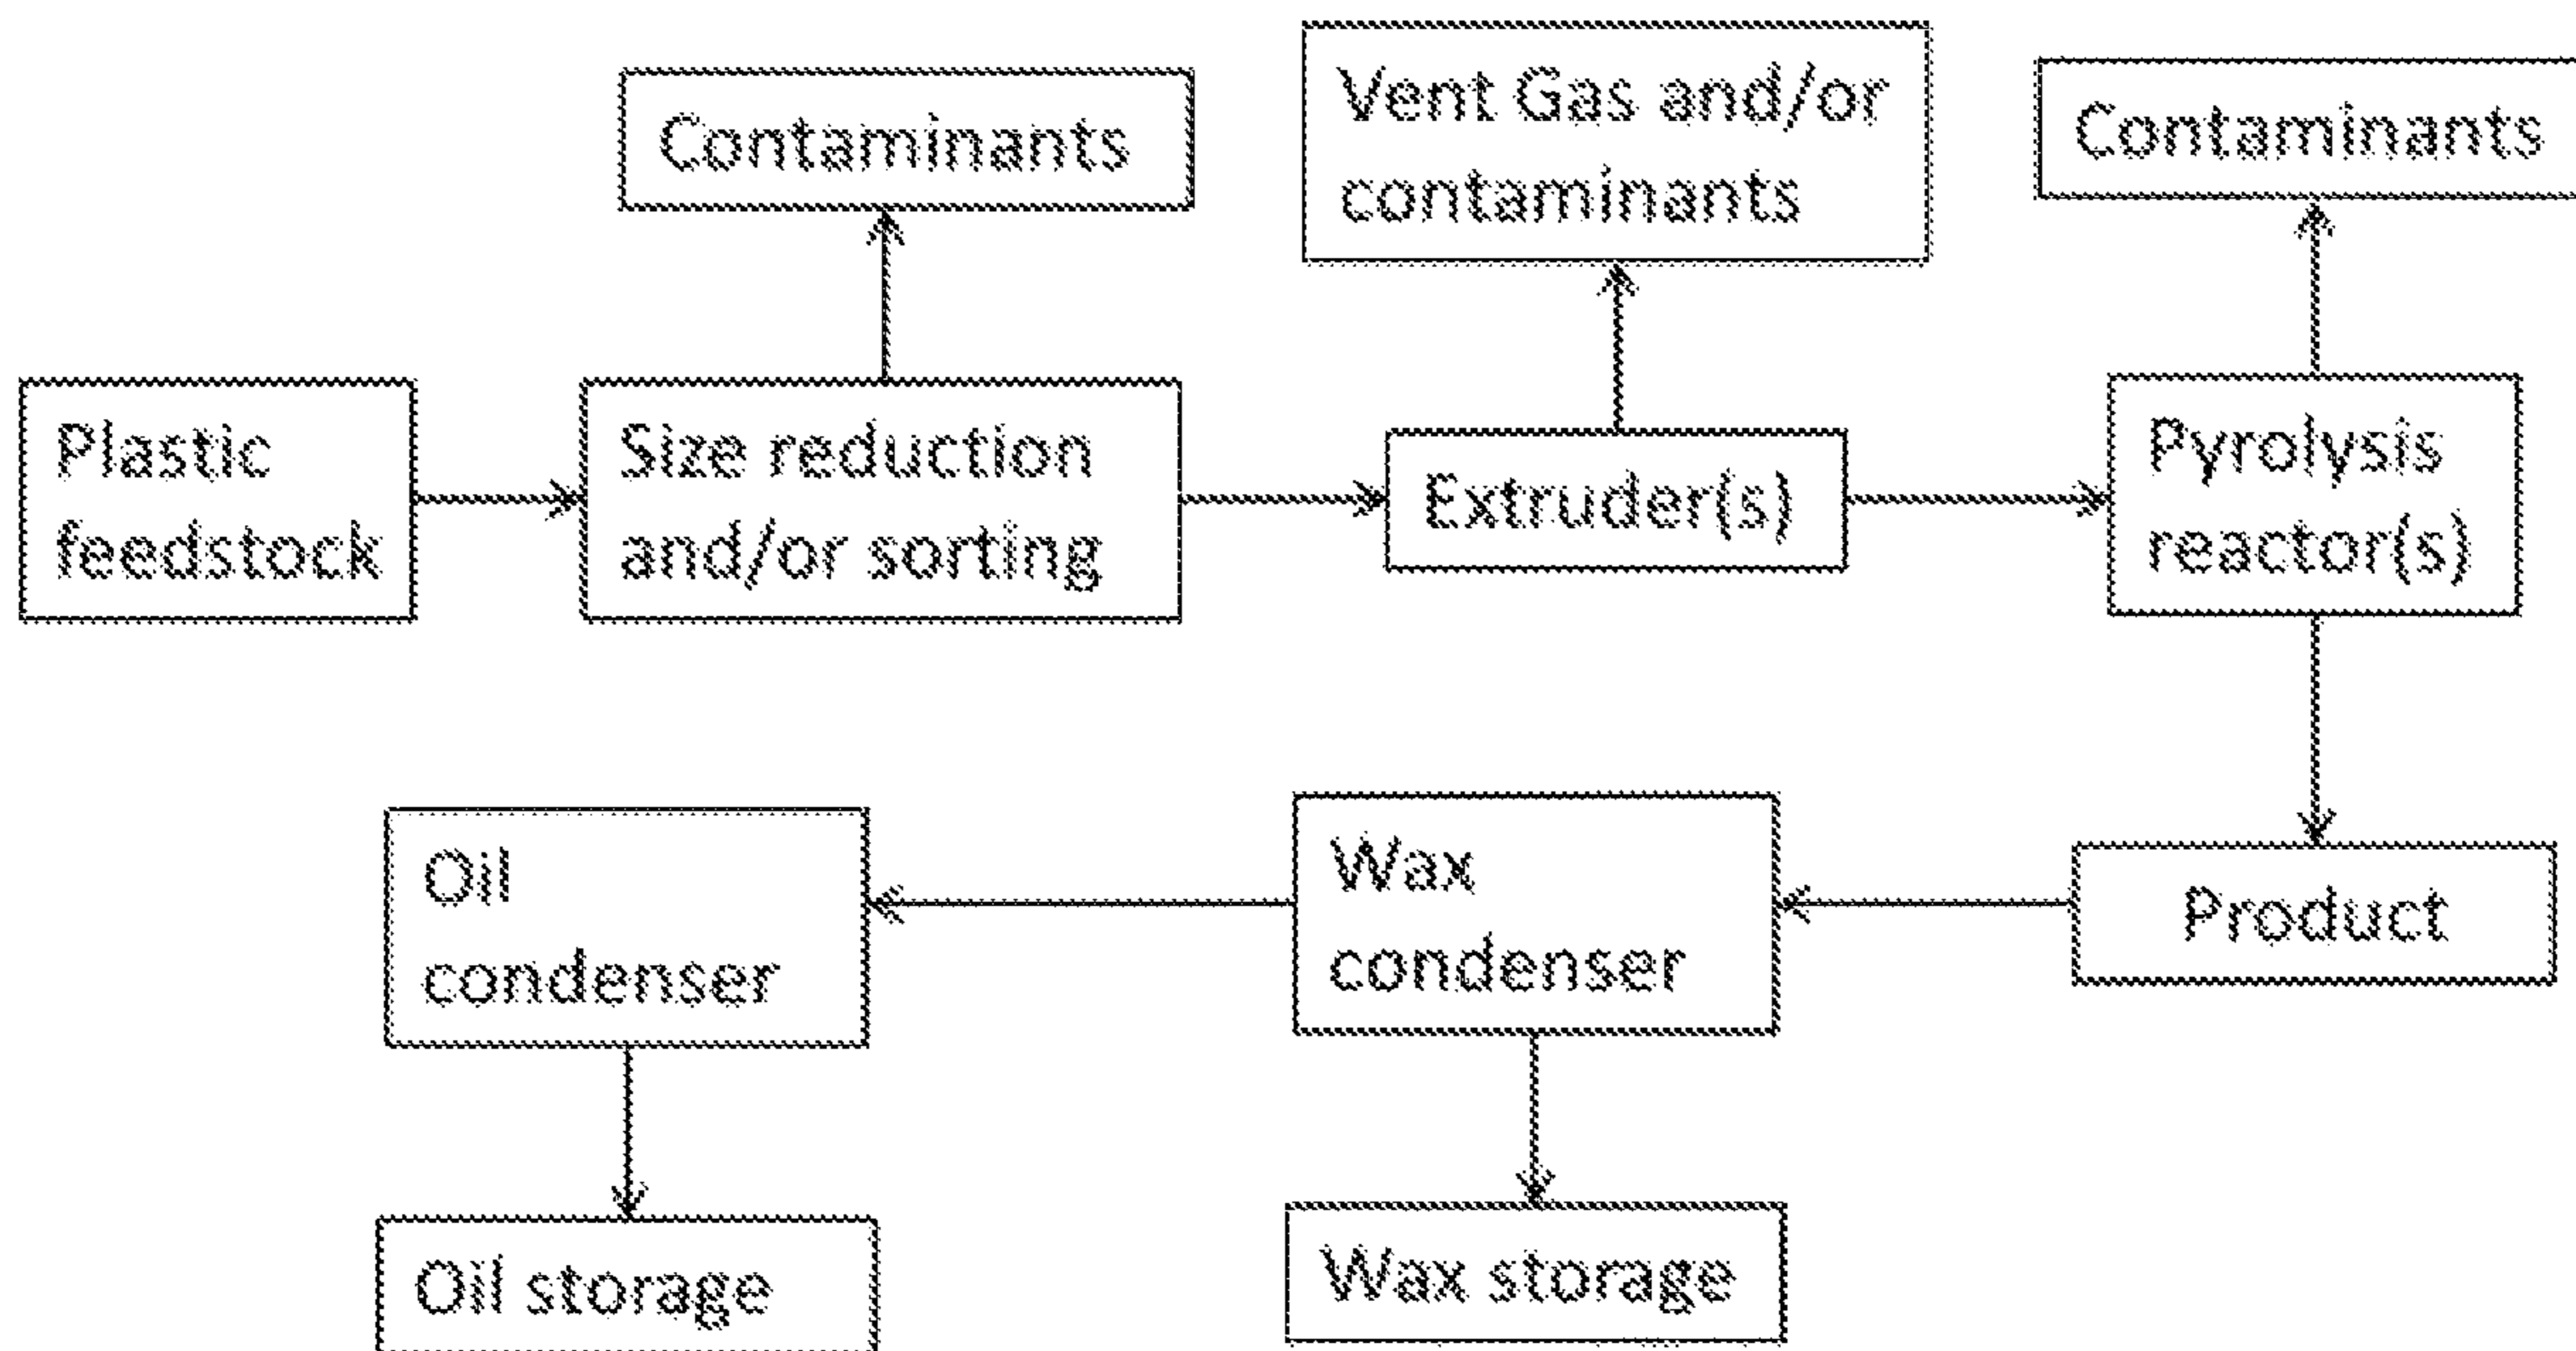 Contaminants
Vent Gas and/or
contaminants
Contaminants
Plastic
feedstock
Size reduction
and/or sorting
Extruder(s)
Pyrolysis
reactor(s)
Oil
condenser
Wax
condenser
Product
Oil storage
Wax storage